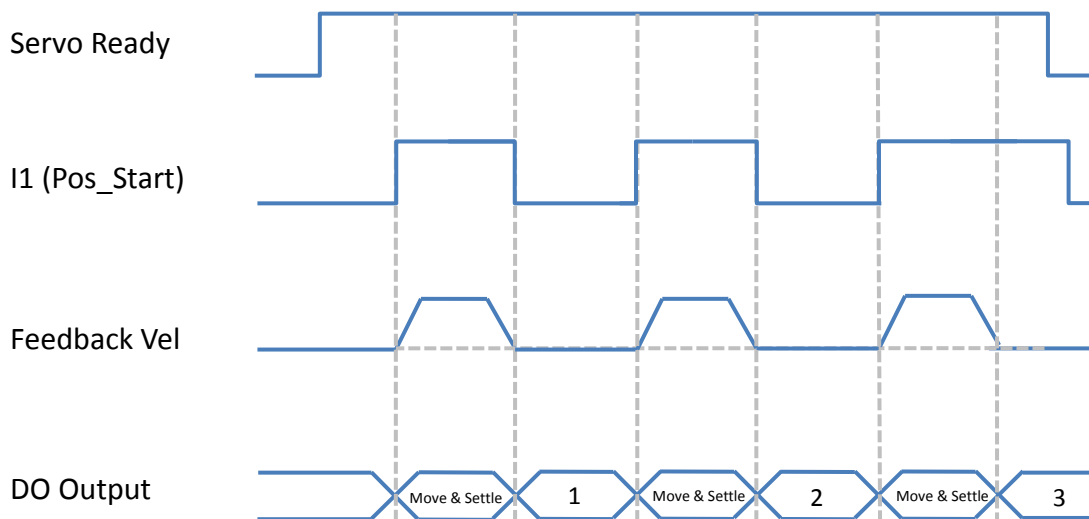 Servo Ready
I1 (Pos_Start)
Feedback Vel
DO Output
Move & Settle
1
Move & Settle
2
Move & Settle
3